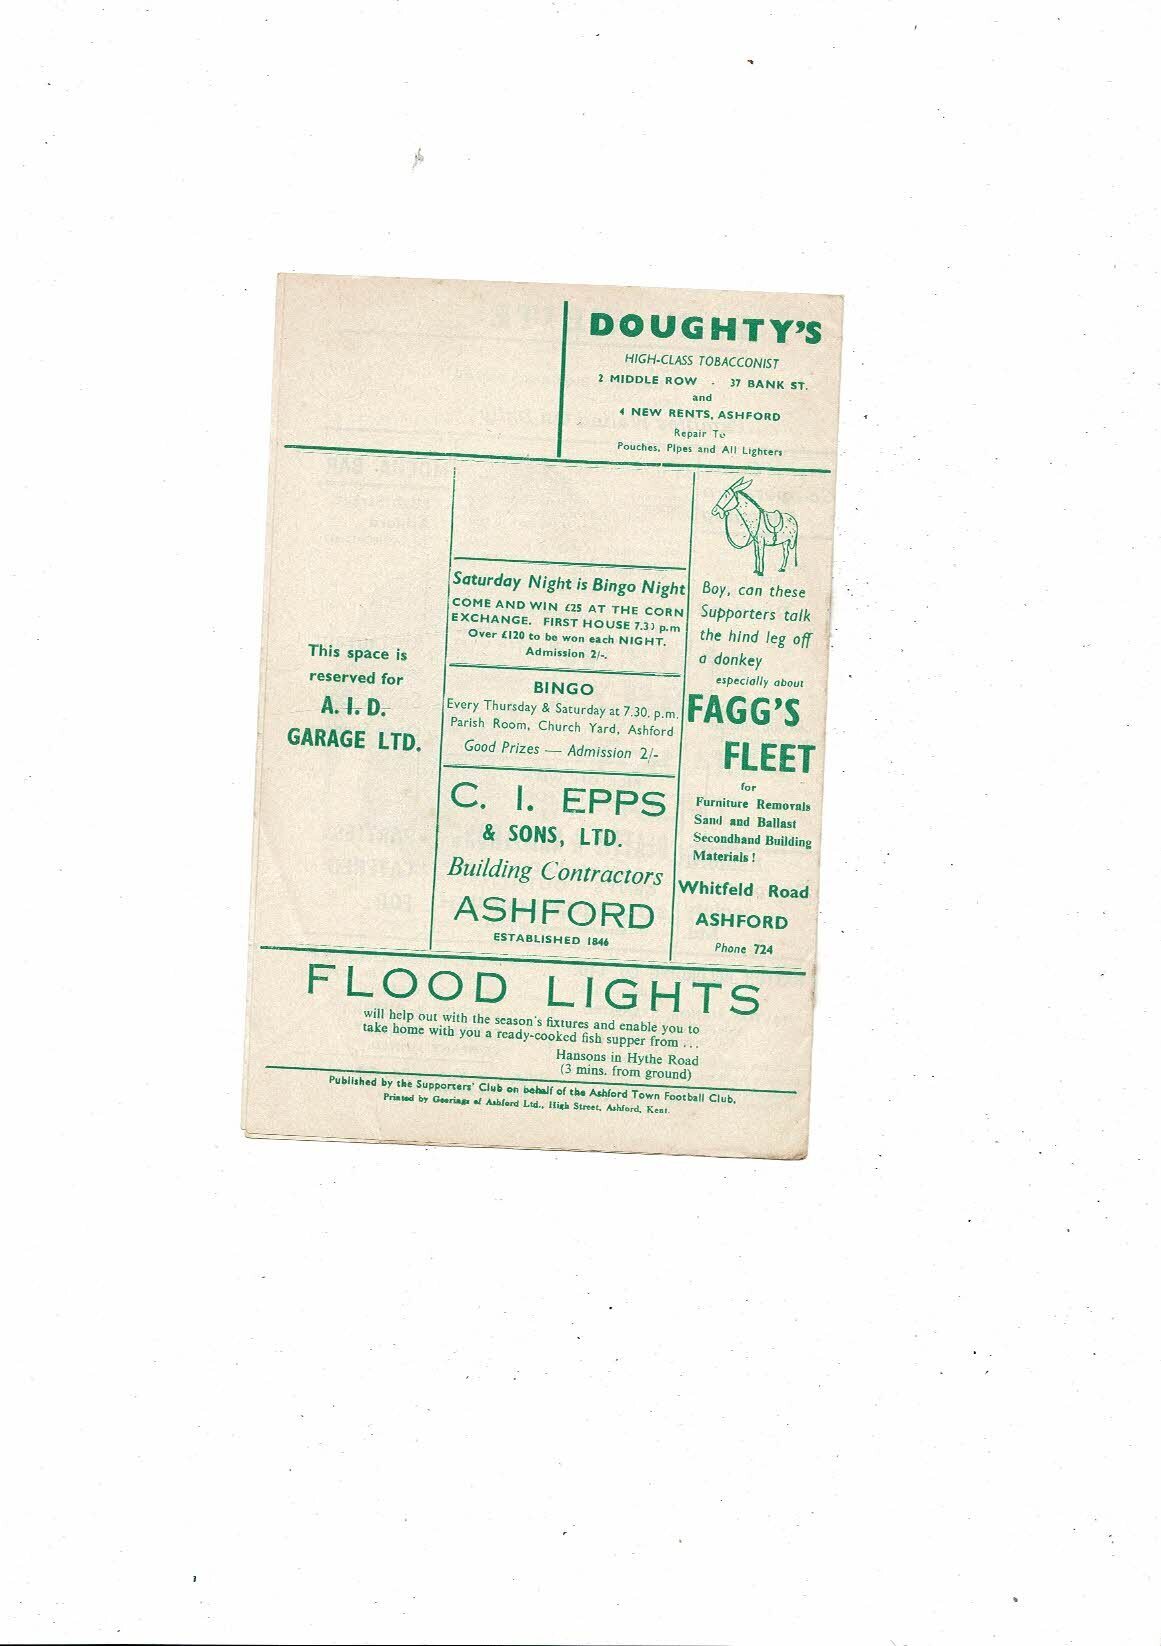 DOUGHTY'S
HIGH-CLASS TOBACCONIST
2 MIDDLE ROW - 37 BANK ST.
and
4 NEW RENTS, ASHFORD
Repair To
Pouches, Pipes and All Lighters
This space is
reserved for
A. I. D.
GARAGE LTD.
Saturday Night is Bingo Night
COME AND WIN £25 AT THE CORN
EXCHANGE. FIRST HOUSE 7.30 p.m
Over £120 to be won each NIGHT.
Admission 2/-.
BINGO
Every Thursday & Saturday at 7.30. p.m.
Parish Room, Church Yard, Ashford
Good Prizes — Admission 2/-
C. I. EPPS
& SONS, LTD.
Building Contractors
ASHFORD
ESTABLISHED 1846
Boy, can these
Supporters talk
the hind leg off
a donkey
especially about
FAGG'S
FLEET
for
Furniture Removals
Sand and Ballast
Secondhand Building
Materials !
Whitfeld Road
ASHFORD
Phone 724
FLOOD LIGHTS
will help out with the season's fixtures and enable you to
take home with you a ready-cooked fish supper from ...
Hansons in Hythe Road
(3 mins. from ground)
Published by the Supporters' Club on behalf of the Ashford Town Football Club.
Printed by Geerings of Ashford Ltd., High Street, Ashford, Kent.